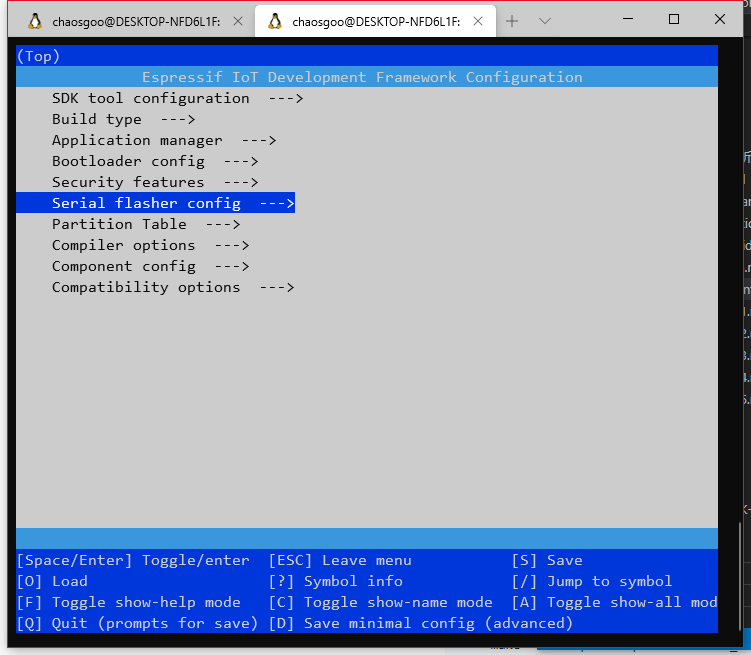 chaosgoo@DESKTOP-NFD6L1F: chaosgoo@DESKTOP-NFD6L1F:
(Top)
Espressif IoT Development Framework Configuration
SDK tool configuration --->
Build type --->
Application manager --->
Bootloader config --->
Security features --->
Serial flasher config --->
Partition Table --->
Compiler options --->
Component config --->
Compatibility options --->
[Space/Enter] Toggle/enter [ESC] Leave menu [S] Save
[O] Load [?] Symbol info [/] Jump to symbol
[F] Toggle show-help mode [C] Toggle show-name mode [A] Toggle show-all mod
[Q] Quit (prompts for save) [D] Save minimal config (advanced)